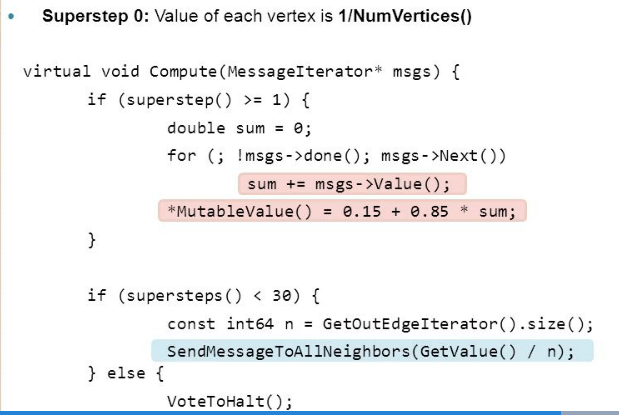 • Superstep 0: Value of each vertex is 1/NumVertices()
virtual void Compute(MessageIterator* msgs) {
if (superstep() >= 1) {
double sum = 0;
for (; !msgs->done(); msgs->Next())
sum += msgs->Value();
*MutableValue() = 0.15 + 0.85 * sum;
}
if (supersteps() < 30) {
const int64 n = GetOutEdgeIterator().size();
SendMessageToAllNeighbors(GetValue() / n);
} else {
VoteToHalt();